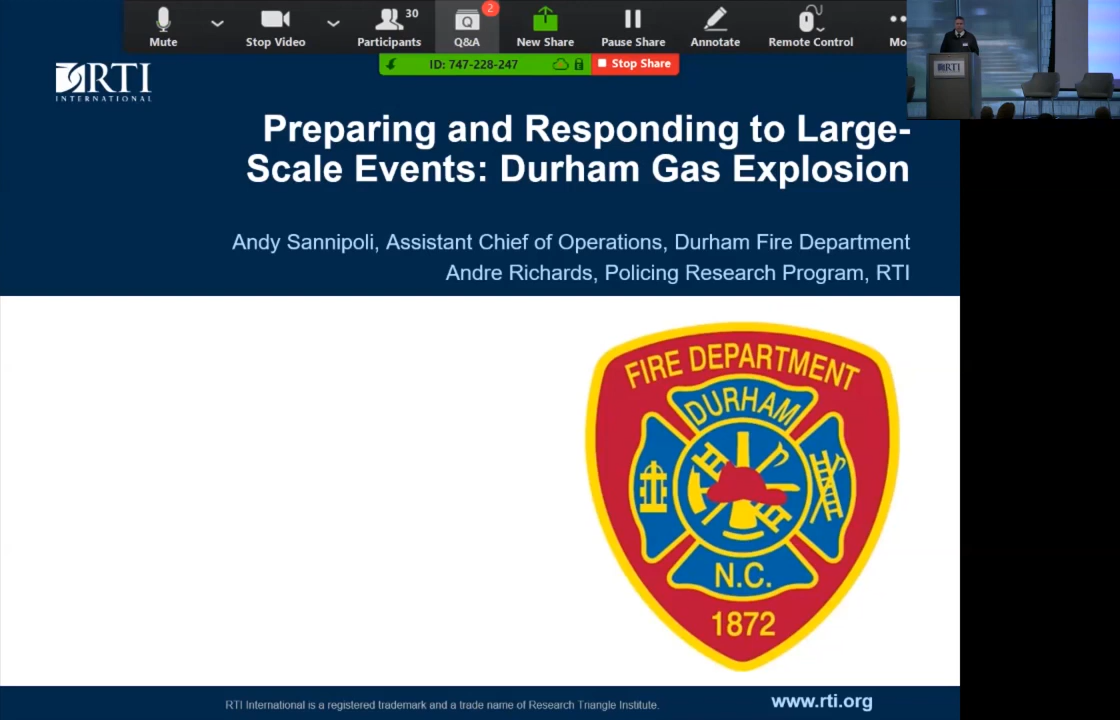 30
2
Mute
Stop Video
Participants
Q&A
New Share
Pause Share
Annotate
Remote Control
Mo
ID: 747-228-247
Stop Share
RTI
INTERNATIONAL
RTI
Preparing and Responding to Large-
Scale Events: Durham Gas Explosion
Andy Sannipoli, Assistant Chief of Operations, Durham Fire Department
Andre Richards, Policing Research Program, RTI
FIRE DEPARTMENT
DURHAM
N.C.
1872
RTI International is a registered trademark and a trade name of Research Triangle Institute.
www.rti.org